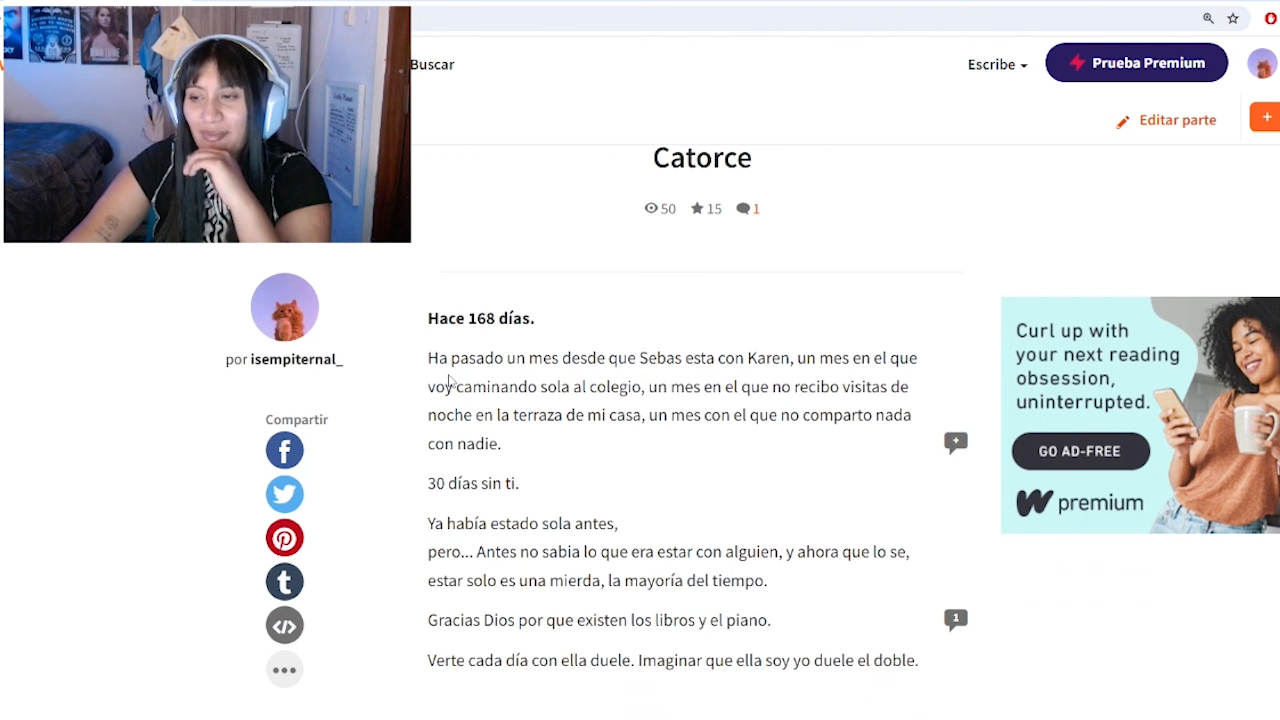 Buscar
Escribe
Prueba Premium
Editar parte
+
Catorce
50 15 1
por isempiternal_
Compartir
Hace 168 días.
Ha pasado un mes desde que Sebas esta con Karen, un mes en el que
voy caminando sola al colegio, un mes en el que no recibo visitas de
noche en la terraza de mi casa, un mes con el que no comparto nada
con nadie.
+
30 días sin ti.
Ya había estado sola antes,
pero... Antes no sabia lo que era estar con alguien, y ahora que lo se,
estar solo es una mierda, la mayoría del tiempo.
Gracias Dios por que existen los libros y el piano.
1
Verte cada día con ella duele. Imaginar que ella soy yo duele el doble.
Curl up with
your next reading
obsession,
uninterrupted.
GO AD-FREE
premium